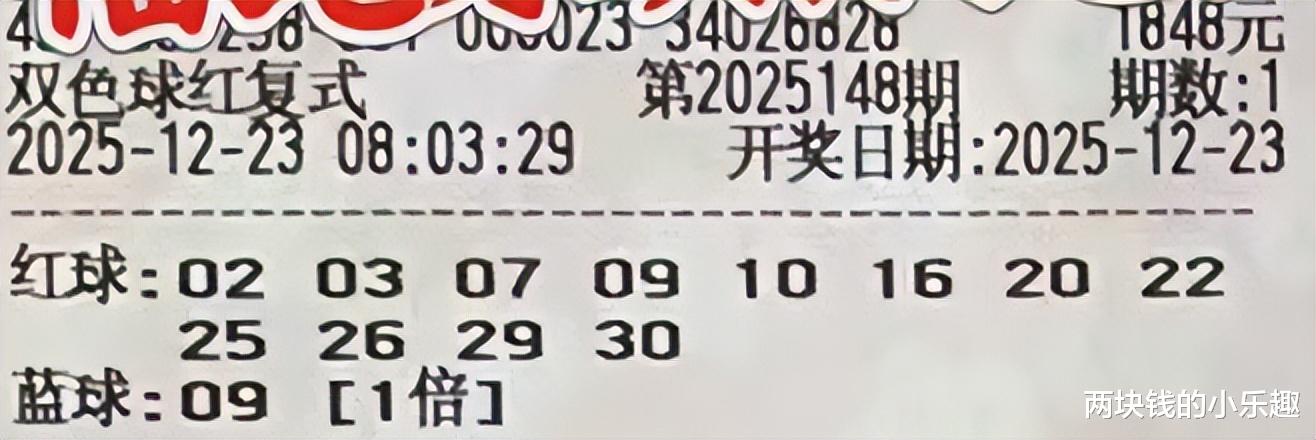 000023 34026828 1848元
双色球红复式 第2025148期 期数:1
2025-12-23 08:03:29 开奖日期:2025-12-23
红球:02 03 07 09 10 16 20 22
25 26 29 30
蓝球:09 [1倍]
两块钱的小乐趣